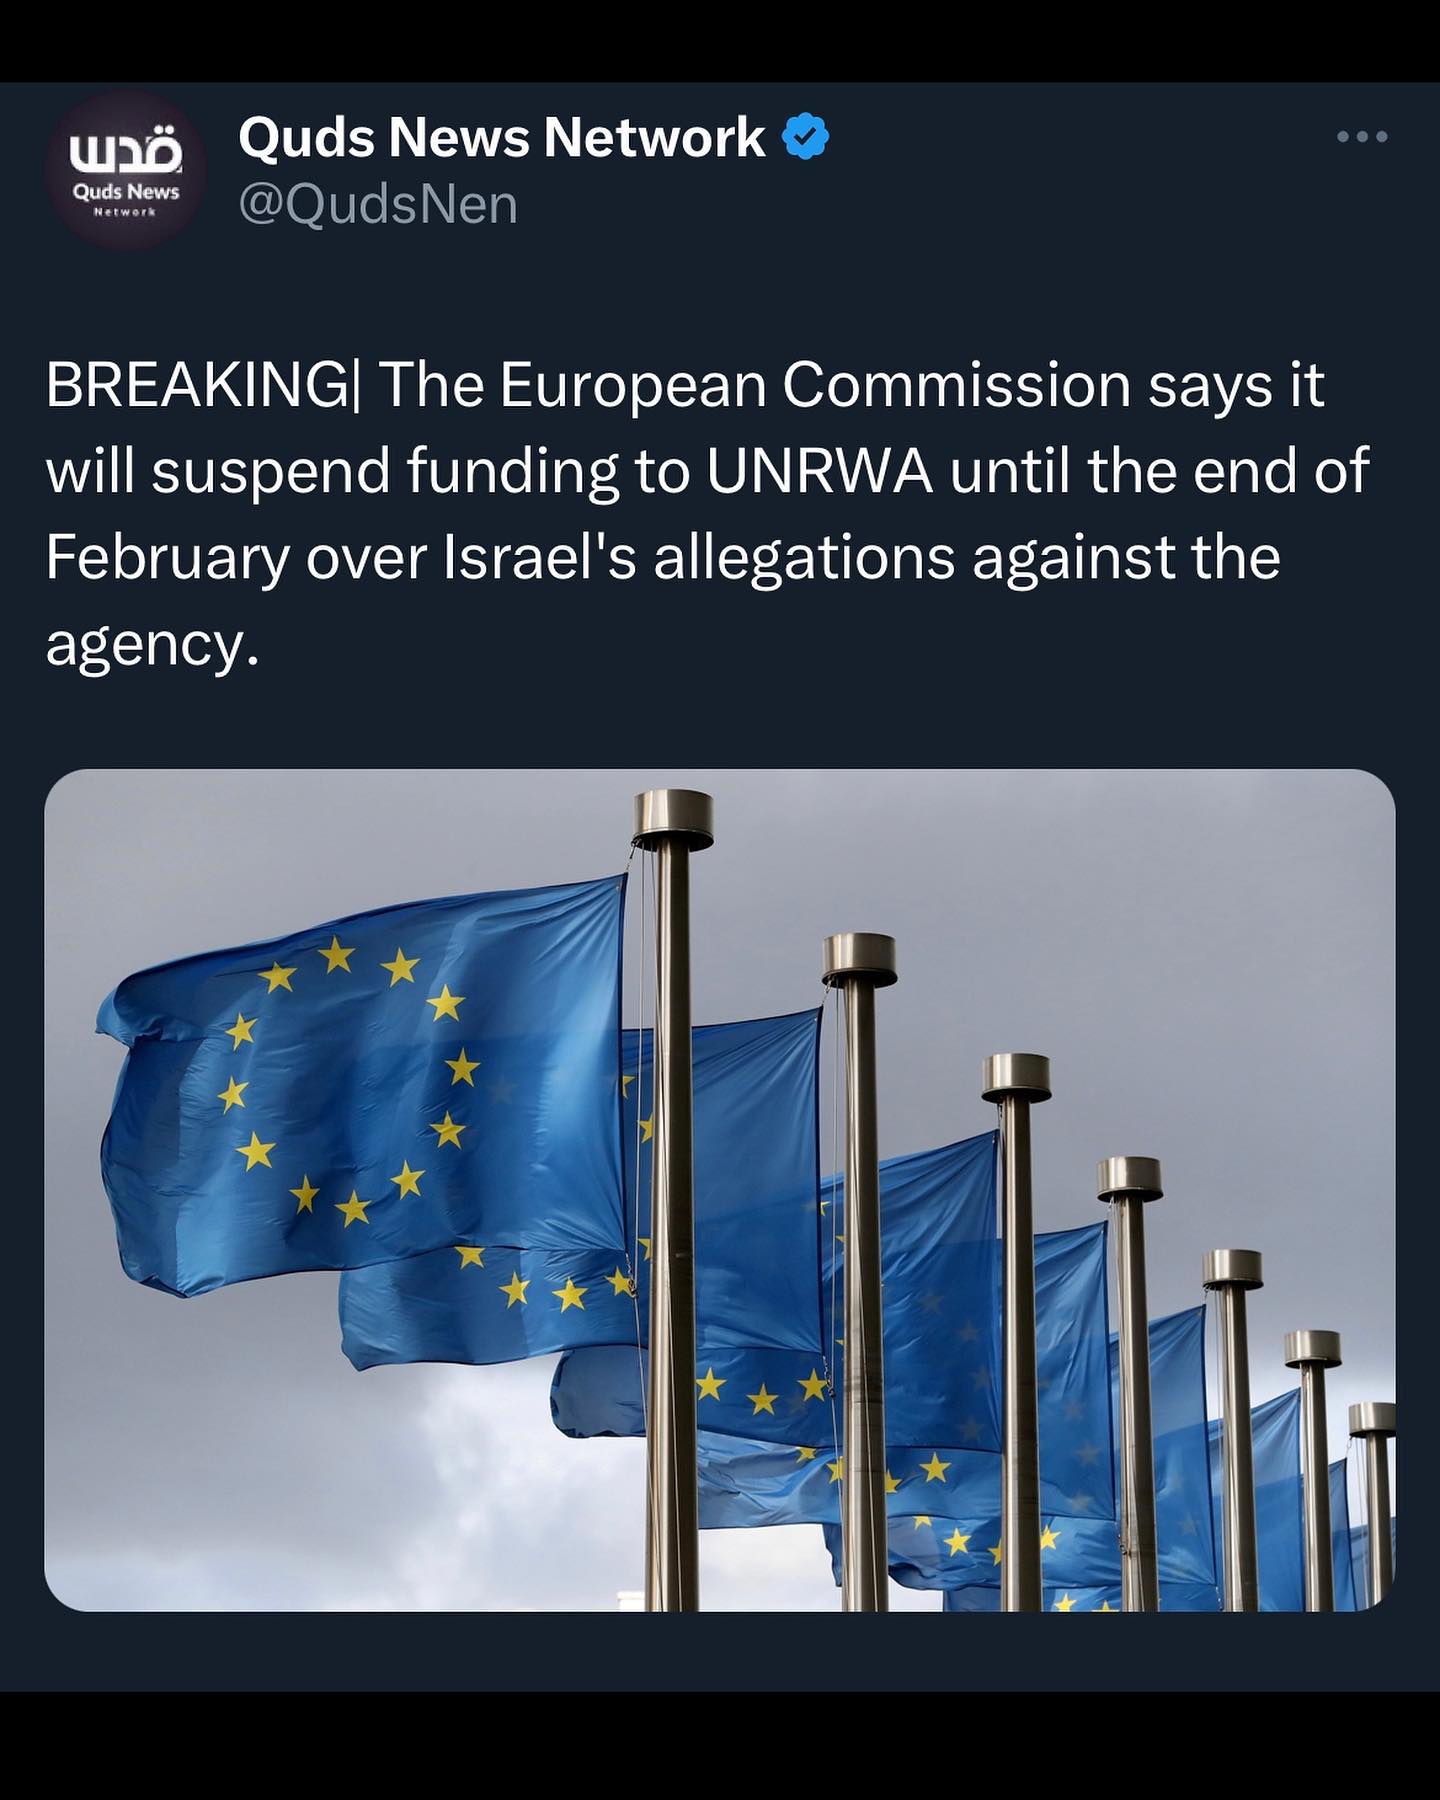 قدس
Quds News
Network
Quds News Network
@QudsNen
BREAKING| The European Commission says it
will suspend funding to UNRWA until the end of
February over Israel's allegations against the
agency.